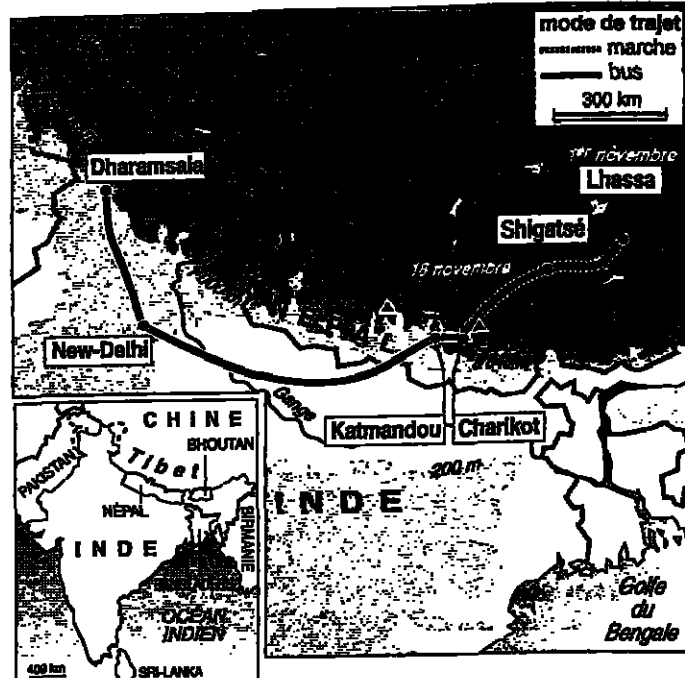 mode de trajet
marche
bus
300 km
1er novembre
Lhassa
Dharamsala
Shigatsé
18 novembre
New-Delhi
Gange
Katmandou
Charikot
200 m
INDE
Golfe
du
Bengale
CHINE
BHOUTAN
Tibet
PAKISTAN
NÉPAL
BIRMANIE
INDE
OCÉAN
INDIEN
400 km
SRI-LANKA